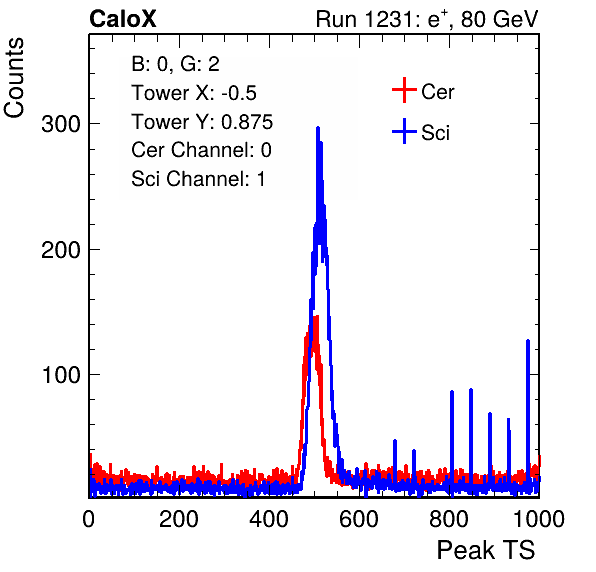 CaloX Run 1231: e⁺, 80 GeV
Counts
B: 0, G: 2
Tower X: -0.5
Tower Y: 0.875
Cer Channel: 0
Sci Channel: 1
Cer
Sci
300
200
100
0 200 400 600 800 1000
Peak TS